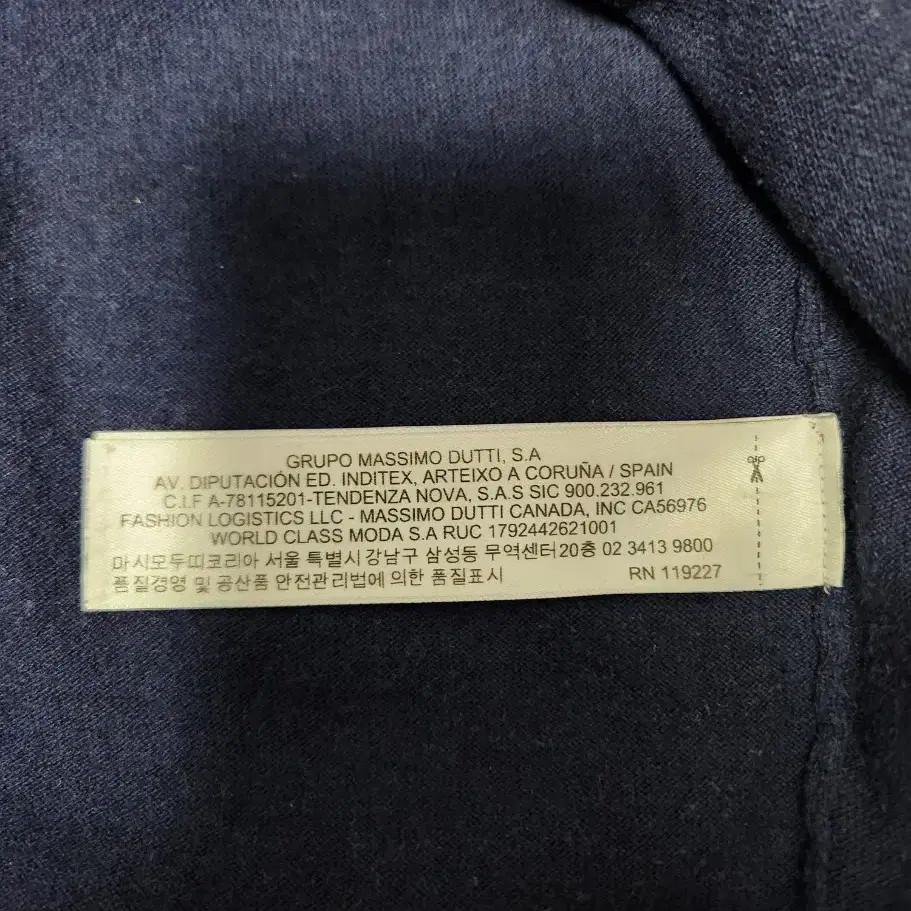 GRUPO MASSIMO DUTTI, S.A
AV. DIPUTACIÓN ED. INDITEX, ARTEIXO A CORUÑA / SPAIN
C.I.F A-78115201-TENDENZA NOVA, S.A.S SIC 900.232.961
FASHION LOGISTICS LLC - MASSIMO DUTTI CANADA, INC CA56976
WORLD CLASS MODA S.A RUC 1792442621001
마시모두띠코리아 서울 특별시강남구 삼성동 무역센터20층 02 3413 9800
품질경영 및 공산품 안전관리법에 의한 품질표시 RN 119227